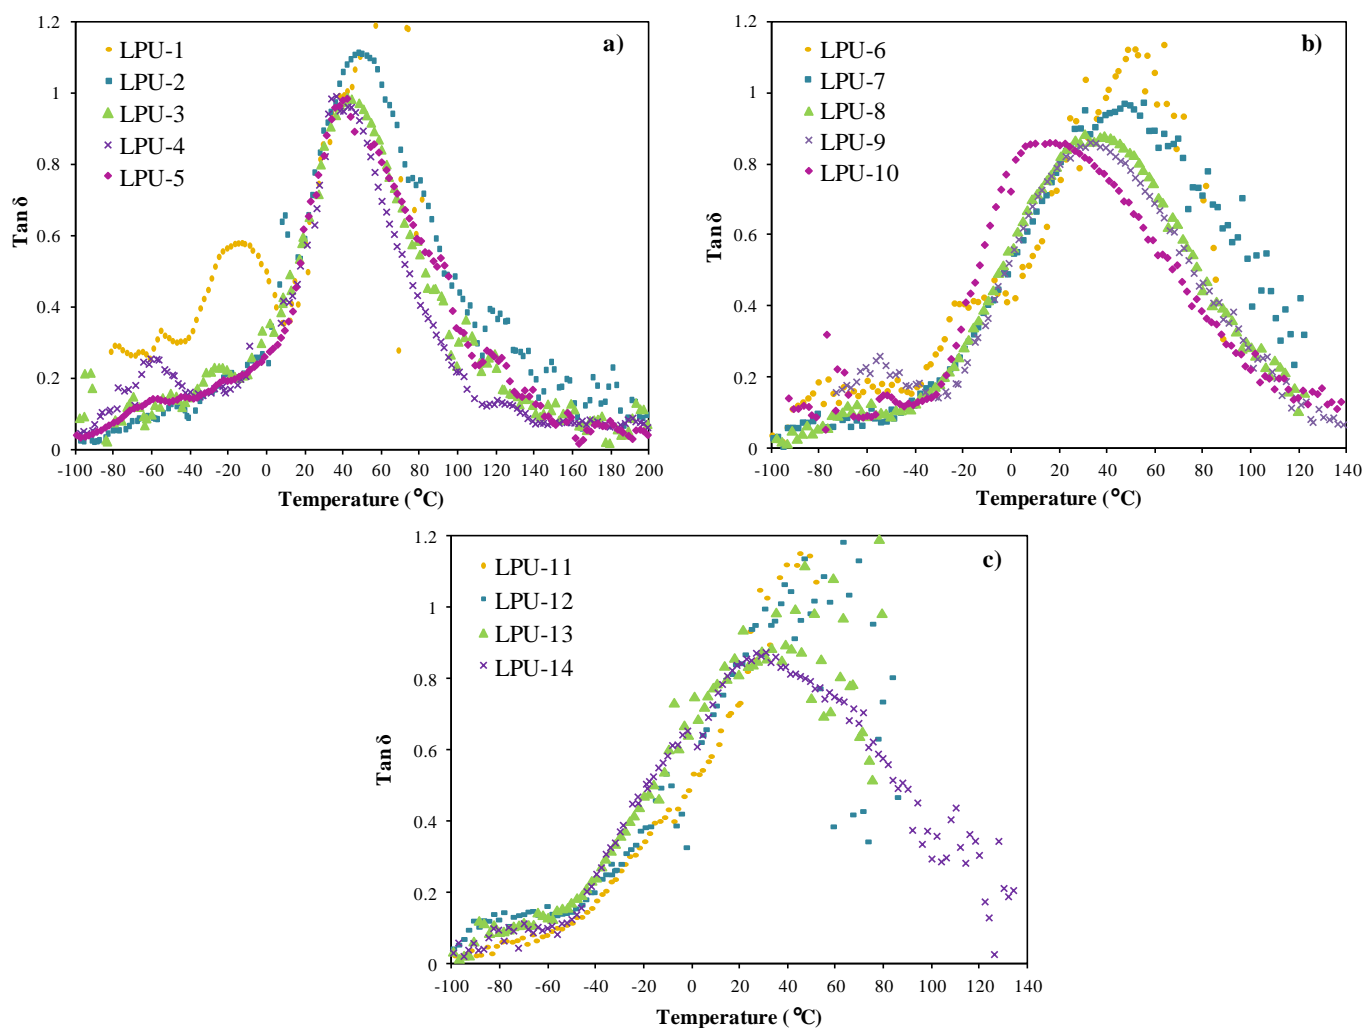 a)
1.2
1
0.8
0.6
0.4
0.2
0
LPU-1
LPU-2
LPU-3
LPU-4
LPU-5
Tan δ
-100 -80 -60 -40 -20 0 20 40 60 80 100 120 140 160 180 200
Temperature (°C)
b)
1.2
1
0.8
0.6
0.4
0.2
0
LPU-6
LPU-7
LPU-8
LPU-9
LPU-10
Tan δ
-100 -80 -60 -40 -20 0 20 40 60 80 100 120 140
Temperature (°C)
c)
1.2
1
0.8
0.6
0.4
0.2
0
LPU-11
LPU-12
LPU-13
LPU-14
Tan δ
-100 -80 -60 -40 -20 0 20 40 60 80 100 120 140
Temperature (°C)